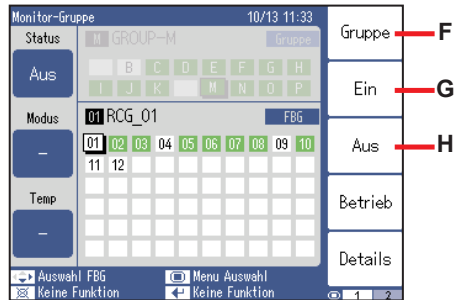 Monitor-Gruppe 10/13 11:33
Status
Aus
Modus
–
Temp
–
M GROUP-M Gruppe
B C D E F G H
I J K M N O P
01 RCG_01 FBG
01 02 03 04 05 06 07 08 09 10
11 12
Auswahl FBG Menu Auswahl
Keine Funktion Keine Funktion
Gruppe F
Ein G
Aus H
Betrieb
Details
1 2